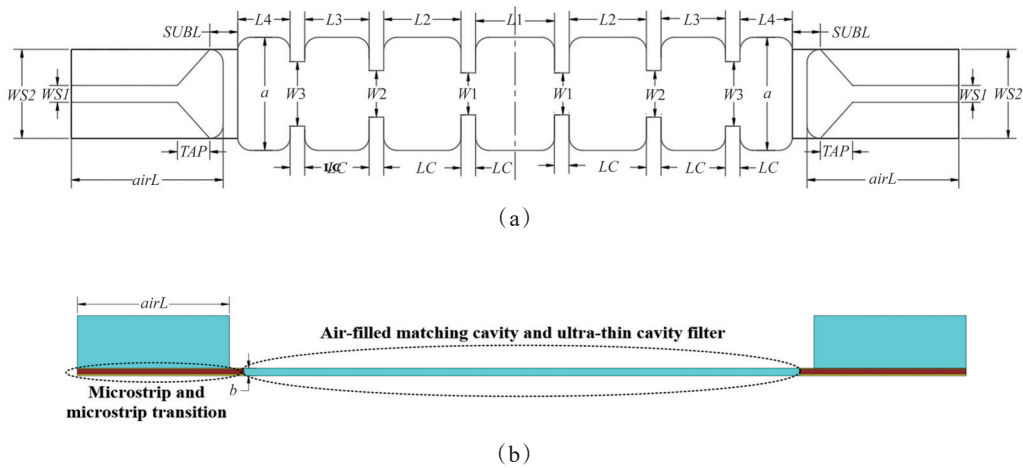 (a)
L4 L3 L2 L1 L2 L3 L4
SUBL SUBL
WS2 WS1 a W3 W2 W1 W1 W2 W3 a WS1 WS2
TAP LC LC LC LC LC LC TAP
airL airL
(a)
airL
Air-filled matching cavity and ultra-thin cavity filter
b
Microstrip and
microstrip transition
(b)